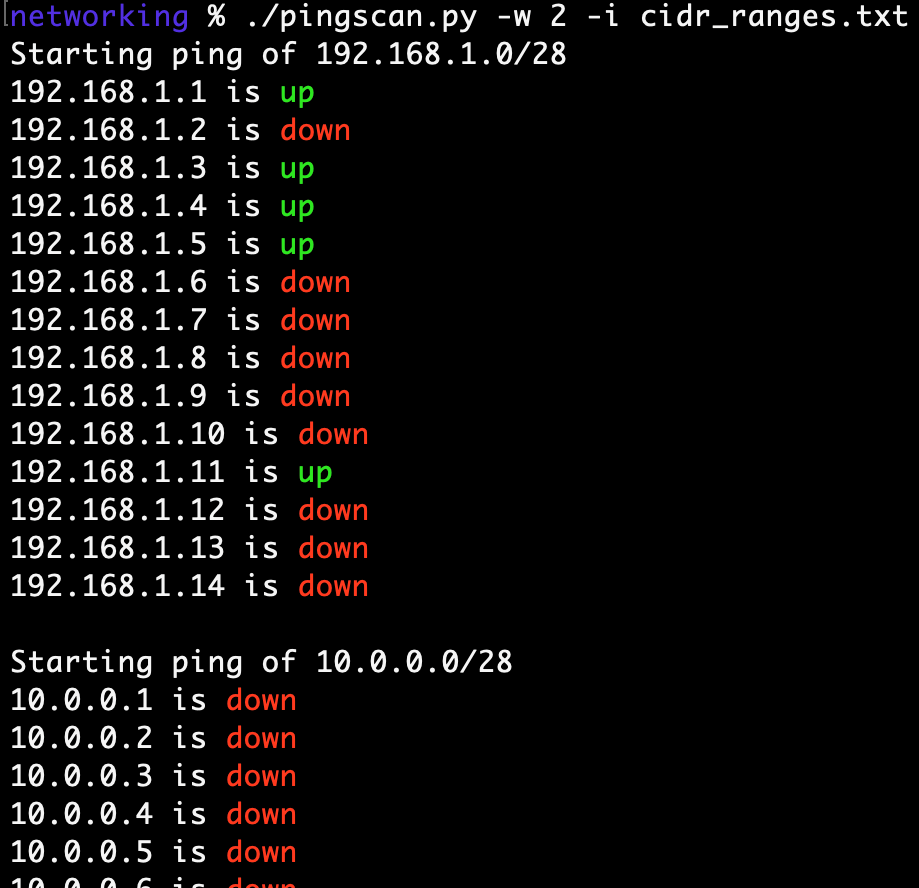 networking % ./pingscan.py -w 2 -i cidr_ranges.txt
Starting ping of 192.168.1.0/28
192.168.1.1 is up
192.168.1.2 is down
192.168.1.3 is up
192.168.1.4 is up
192.168.1.5 is up
192.168.1.6 is down
192.168.1.7 is down
192.168.1.8 is down
192.168.1.9 is down
192.168.1.10 is down
192.168.1.11 is up
192.168.1.12 is down
192.168.1.13 is down
192.168.1.14 is down
Starting ping of 10.0.0.0/28
10.0.0.1 is down
10.0.0.2 is down
10.0.0.3 is down
10.0.0.4 is down
10.0.0.5 is down
10.0.0.6 is down